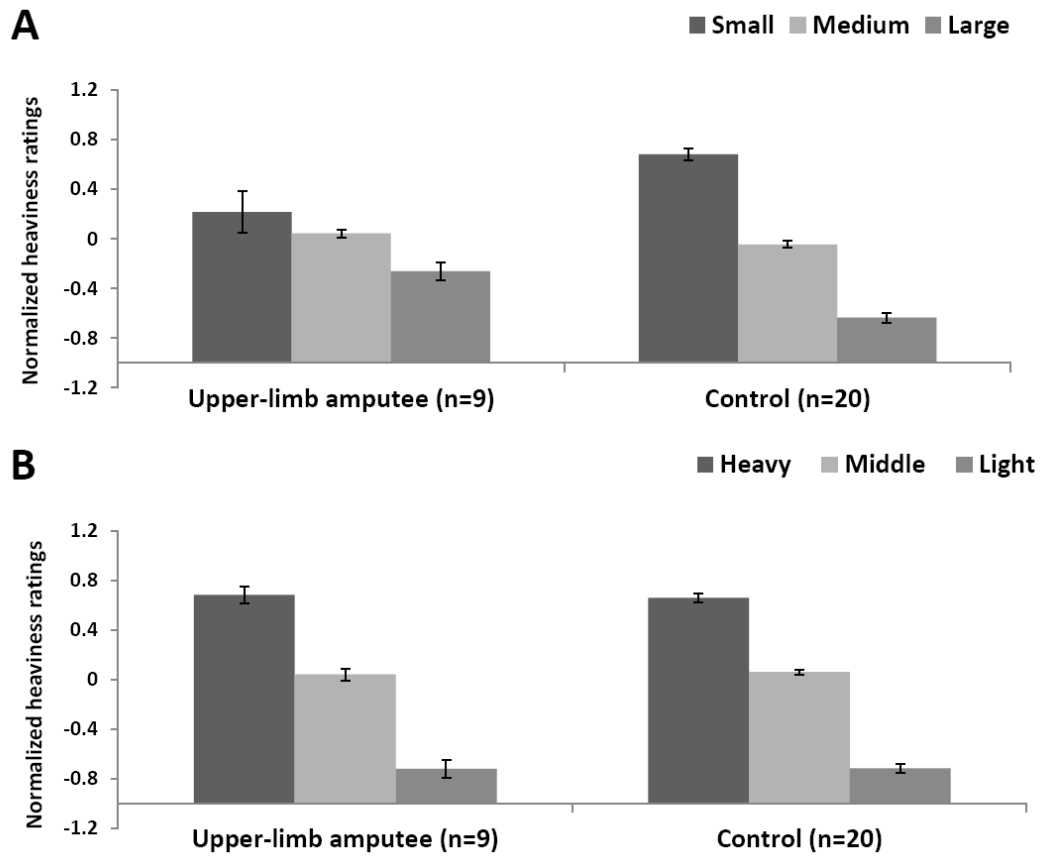 A
Small Medium Large
Normalized heaviness ratings
1.2
0.8
0.4
0
-0.4
-0.8
-1.2
Upper-limb amputee (n=9) Control (n=20)
B
Heavy Middle Light
Normalized heaviness ratings
1.2
0.8
0.4
0
-0.4
-0.8
-1.2
Upper-limb amputee (n=9) Control (n=20)